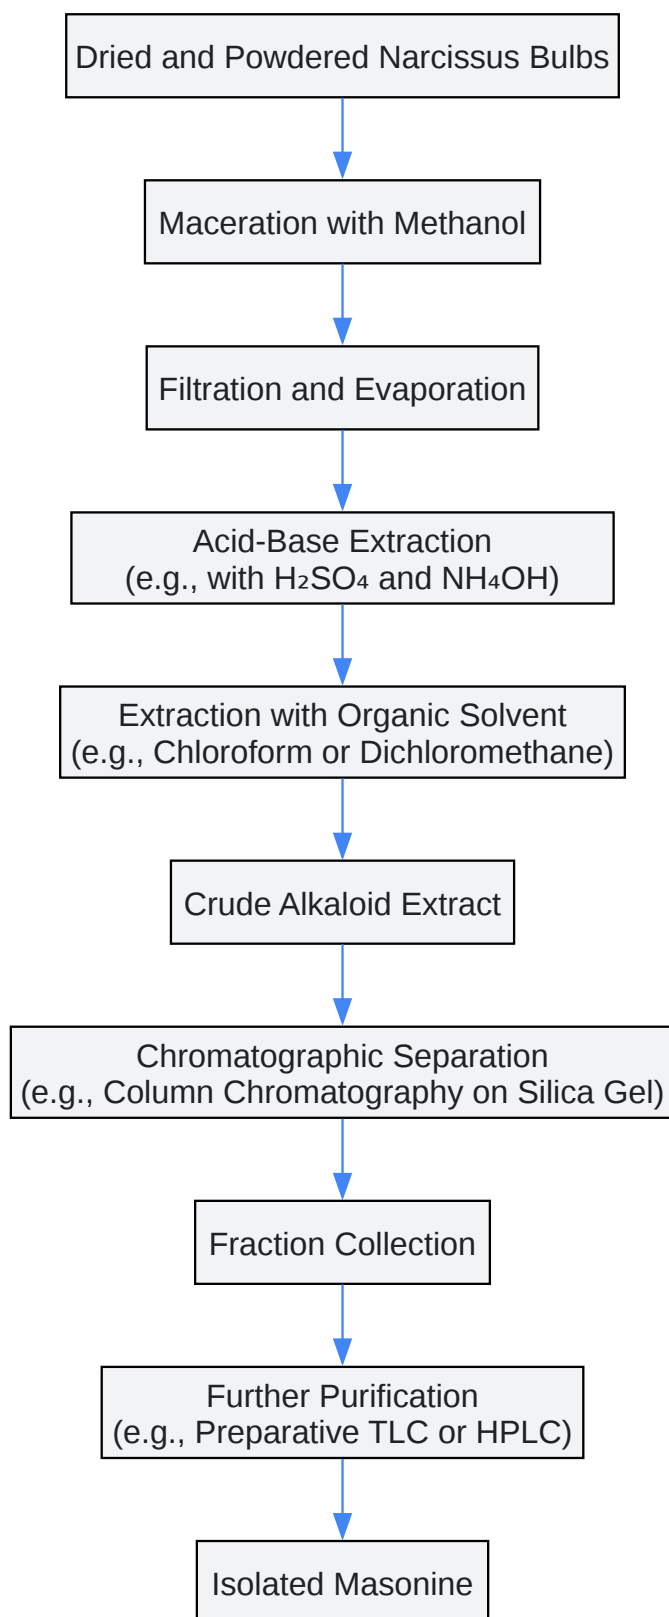 Dried and Powdered Narcissus Bulbs
Maceration with Methanol
Filtration and Evaporation
Acid-Base Extraction
(e.g., with H₂SO₄ and NH₄OH)
Extraction with Organic Solvent
(e.g., Chloroform or Dichloromethane)
Crude Alkaloid Extract
Chromatographic Separation
(e.g., Column Chromatography on Silica Gel)
Fraction Collection
Further Purification
(e.g., Preparative TLC or HPLC)
Isolated Masonine